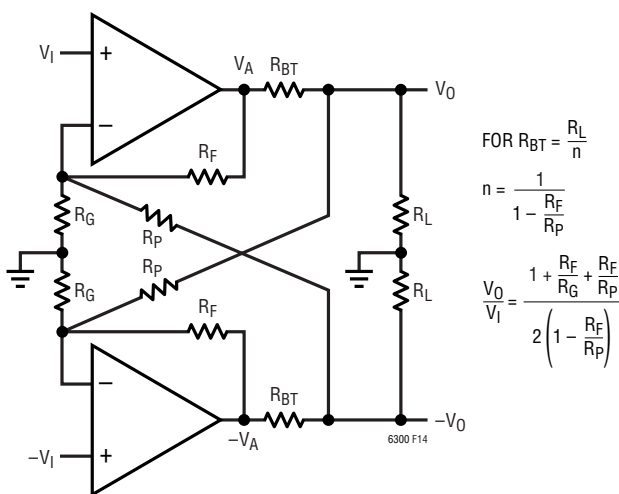 V_I
+
V_A
R_BT
V_O
−
R_F
R_G
R_P
R_L
R_P
R_G
R_L
R_F
−
R_BT
−V_I
+
−V_A
−V_O
6300 F14
FOR R_BT = R_L / n
n = 1 / (1 − R_F / R_P)
V_O / V_I = (1 + R_F / R_G + R_F / R_P) / (2 (1 − R_F / R_P))